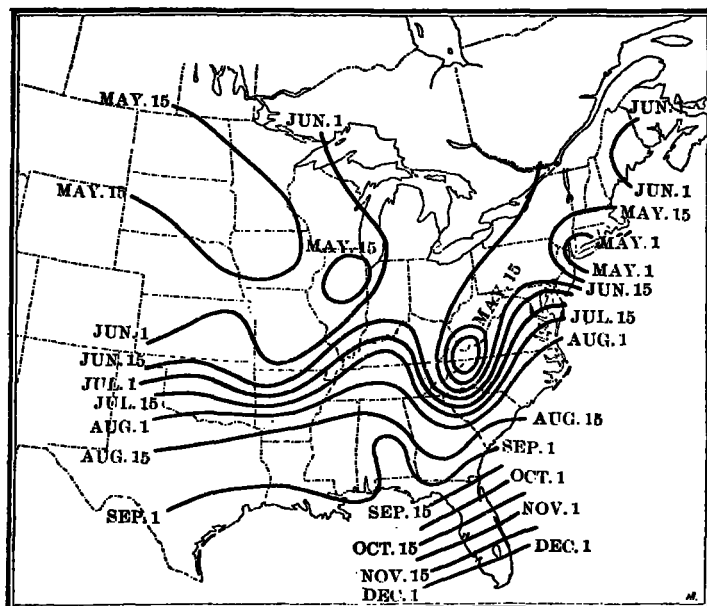 MAY. 15
JUN. 1
JUN. 1
MAY. 15
JUN. 1
MAY. 15
MAY. 15
MAY. 1
MAY. 1
MAY. 15
JUN. 15
JUL. 15
JUN. 1
AUG. 1
JUN. 15
JUL. 1
JUL. 15
AUG. 1
AUG. 15
AUG. 15
SEP. 1
OCT. 1
SEP. 1
SEP. 15
NOV. 1
OCT. 15
DEC. 1
NOV. 15
DEC. 1